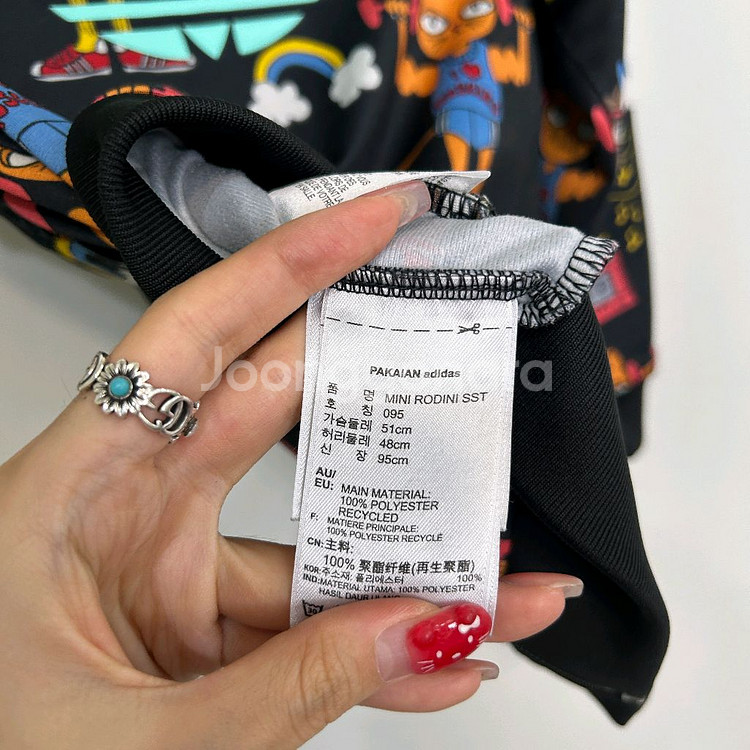 PAKAIAN adidas
품 명 MINI RODINI SST
호 칭 095
가슴둘레 51cm
허리둘레 48cm
신 장 95cm
AU/
EU: MAIN MATERIAL:
100% POLYESTER
RECYCLED
F: MATIERE PRINCIPALE:
100% POLYESTER RECYCLÉ
CN: 主料:
100% 聚酯纤维(再生聚酯)
KOR: 주소재: 폴리에스터 100%
IND: MATERIAL UTAMA: 100% POLYESTER
HASIL DAUR ULANG